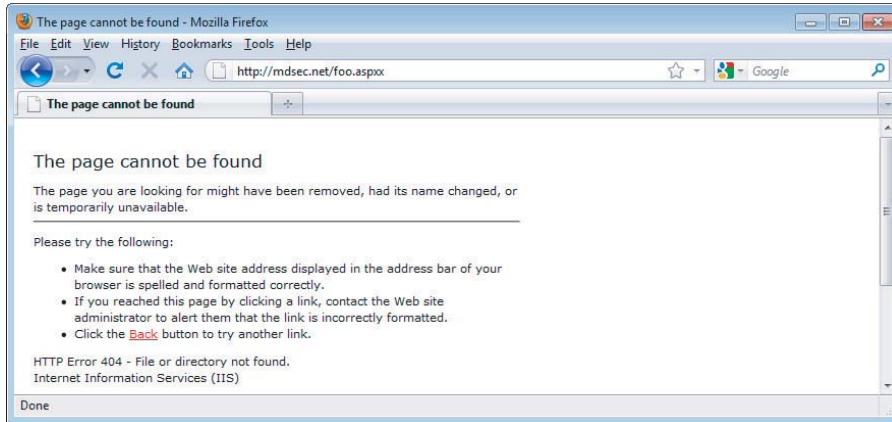 The page cannot be found - Mozilla Firefox
File Edit View History Bookmarks Tools Help
http://mdsec.net/foo.aspxx Google
The page cannot be found
The page cannot be found
The page you are looking for might have been removed, had its name changed, or
is temporarily unavailable.
Please try the following:
• Make sure that the Web site address displayed in the address bar of your
browser is spelled and formatted correctly.
• If you reached this page by clicking a link, contact the Web site
administrator to alert them that the link is incorrectly formatted.
• Click the Back button to try another link.
HTTP Error 404 - File or directory not found.
Internet Information Services (IIS)
Done